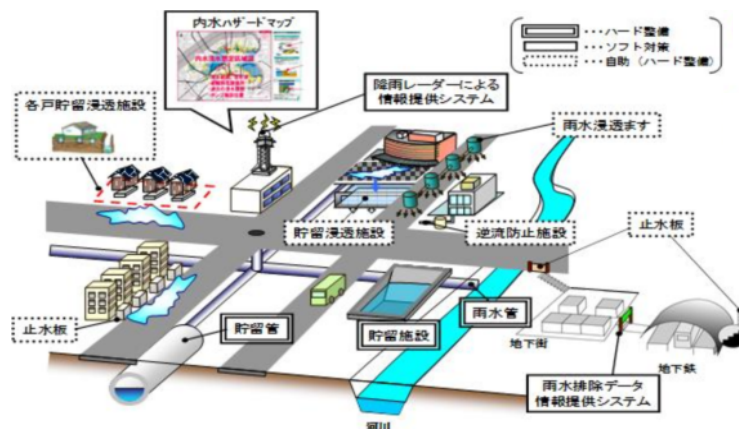 内水ハザードマップ
・・・ハード整備
・・・ソフト対策
・・・自助（ハード整備）
降雨レーダーによる
情報提供システム
各戸貯留浸透施設
雨水浸透ます
貯留浸透施設
逆流防止施設
止水板
止水板
貯留管
貯留施設
雨水管
地下街
地下鉄
雨水排除データ
情報提供システム
河川